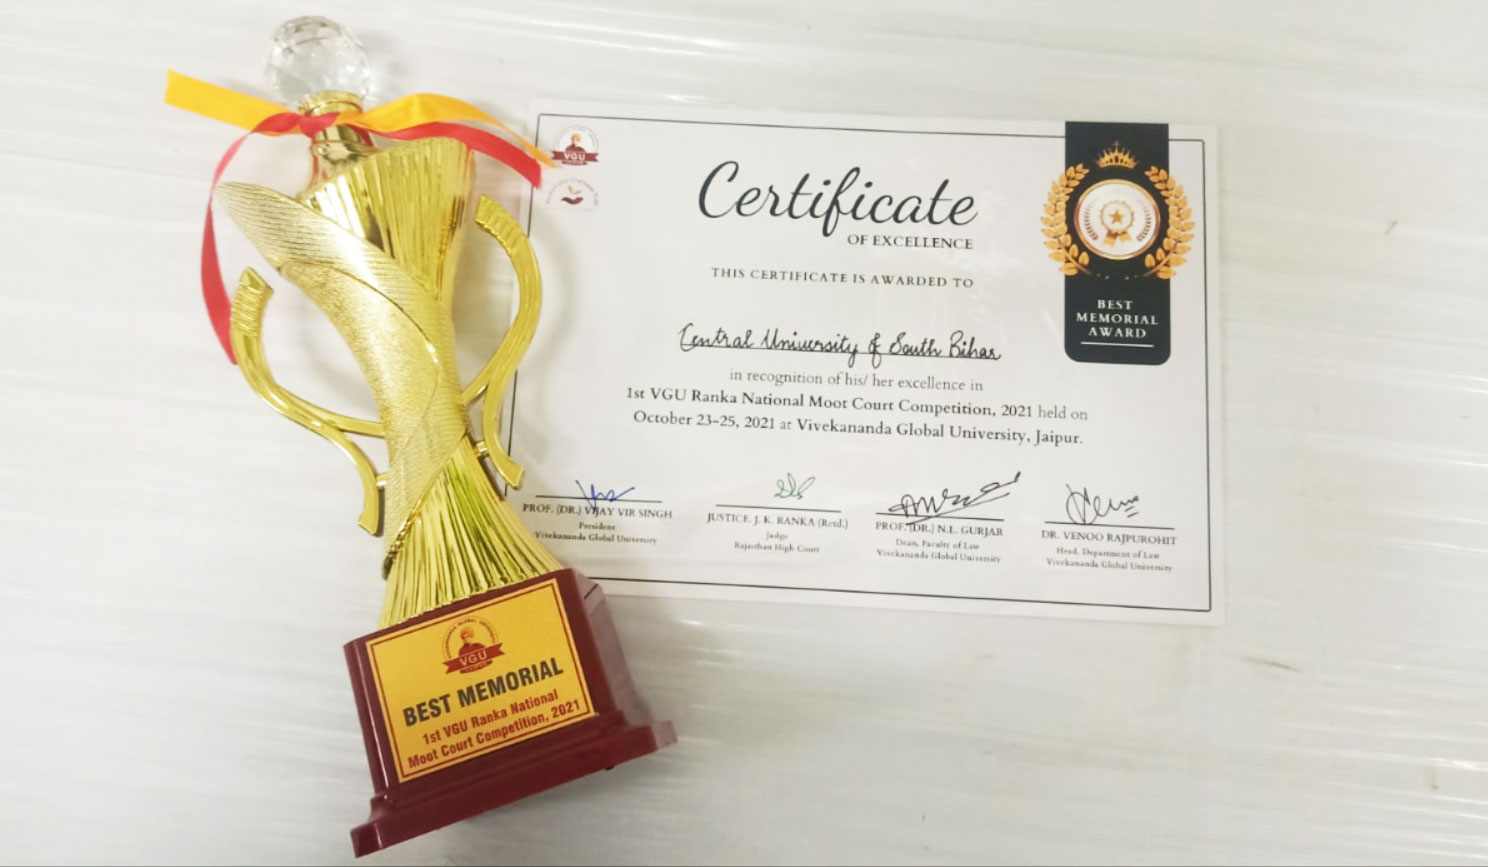 VGU
Certificate
OF EXCELLENCE
THIS CERTIFICATE IS AWARDED TO
Central University of South Bihar
in recognition of his/ her excellence in
1st VGU Ranka National Moot Court Competition, 2021 held on
October 23-25, 2021 at Vivekananda Global University, Jaipur.
BEST
MEMORIAL
AWARD
PROF. (DR.) VIJAY VIR SINGH
President
Vivekananda Global University
JUSTICE. J. K. RANKA (Retd.)
Judge
Rajasthan High Court
PROF. (DR.) N.L. GURJAR
Dean, Faculty of Law
Vivekananda Global University
DR. VENOO RAJPUROHIT
Head, Department of Law
Vivekananda Global University
VGU
BEST MEMORIAL
1st VGU Ranka National
Moot Court Competition, 2021